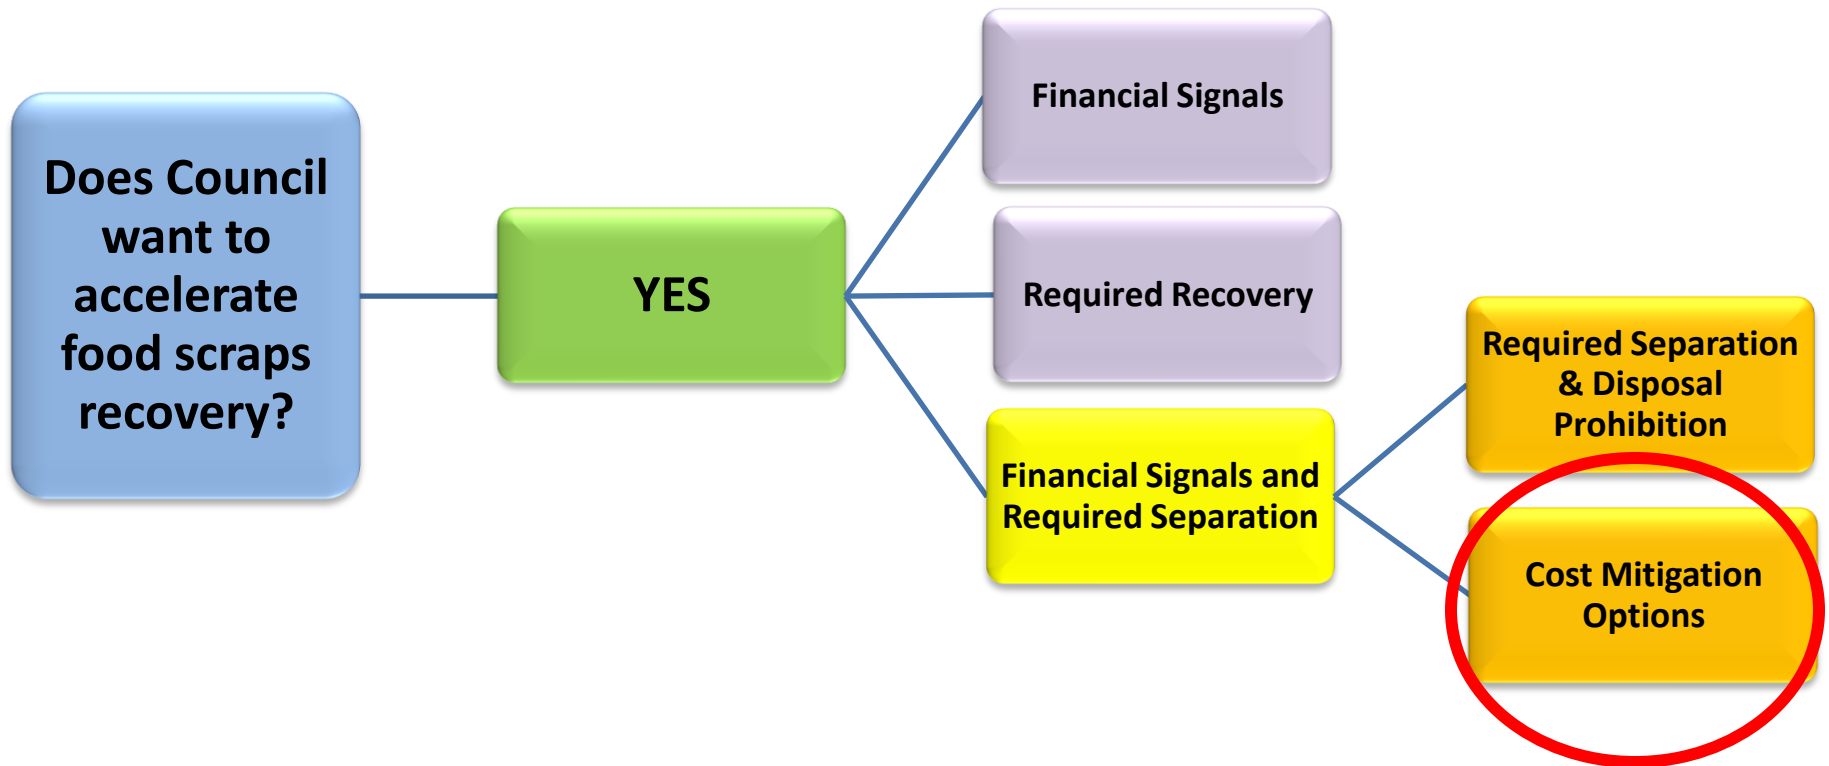 Does Council
want to
accelerate
food scraps
recovery?
YES
Financial Signals
Required Recovery
Financial Signals and
Required Separation
Required Separation
& Disposal
Prohibition
Cost Mitigation
Options